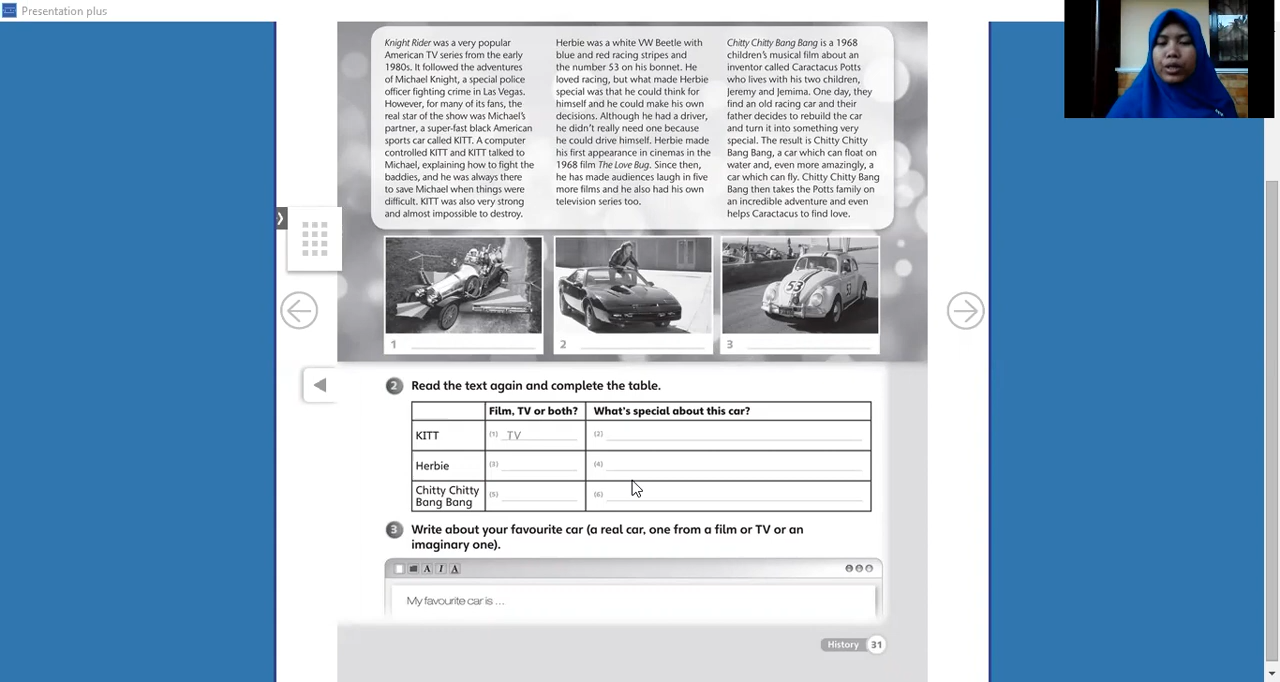 Presentation plus
Knight Rider was a very popular
American TV series from the early
1980s. It followed the adventures
of Michael Knight, a special police
officer fighting crime in Las Vegas.
However, for many of its fans, the
real star of the show was Michael's
partner, a super-fast black American
sports car called KITT. A computer
controlled KITT and KITT talked to
Michael, explaining how to fight the
baddies, and he was always there
to save Michael when things were
difficult. KITT was also very strong
and almost impossible to destroy.
Herbie was a white VW Beetle with
blue and red racing stripes and
the number 53 on his bonnet. He
loved racing, but what made Herbie
special was that he could think for
himself and he could make his own
decisions. Although he had a driver,
he didn't really need one because
he could drive himself. Herbie made
his first appearance in cinemas in the
1968 film The Love Bug. Since then,
he has made audiences laugh in five
more films and he also had his own
television series too.
Chitty Chitty Bang Bang is a 1968
children's musical film about an
inventor called Caractacus Potts
who lives with his two children,
Jeremy and Jemima. One day, they
find an old racing car and their
father decides to rebuild the car
and turn it into something very
special. The result is Chitty Chitty
Bang Bang, a car which can float on
water and, even more amazingly, a
car which can fly. Chitty Chitty Bang
Bang then takes the Potts family on
an incredible adventure and even
helps Caractacus to find love.
53
1
2
3
2 Read the text again and complete the table.
Film, TV or both? What's special about this car?
KITT (1) TV (2)
Herbie (3) (4)
Chitty Chitty
Bang Bang (5) (6)
3 Write about your favourite car (a real car, one from a film or TV or an
imaginary one).
A I A
My favourite car is ...
History 31